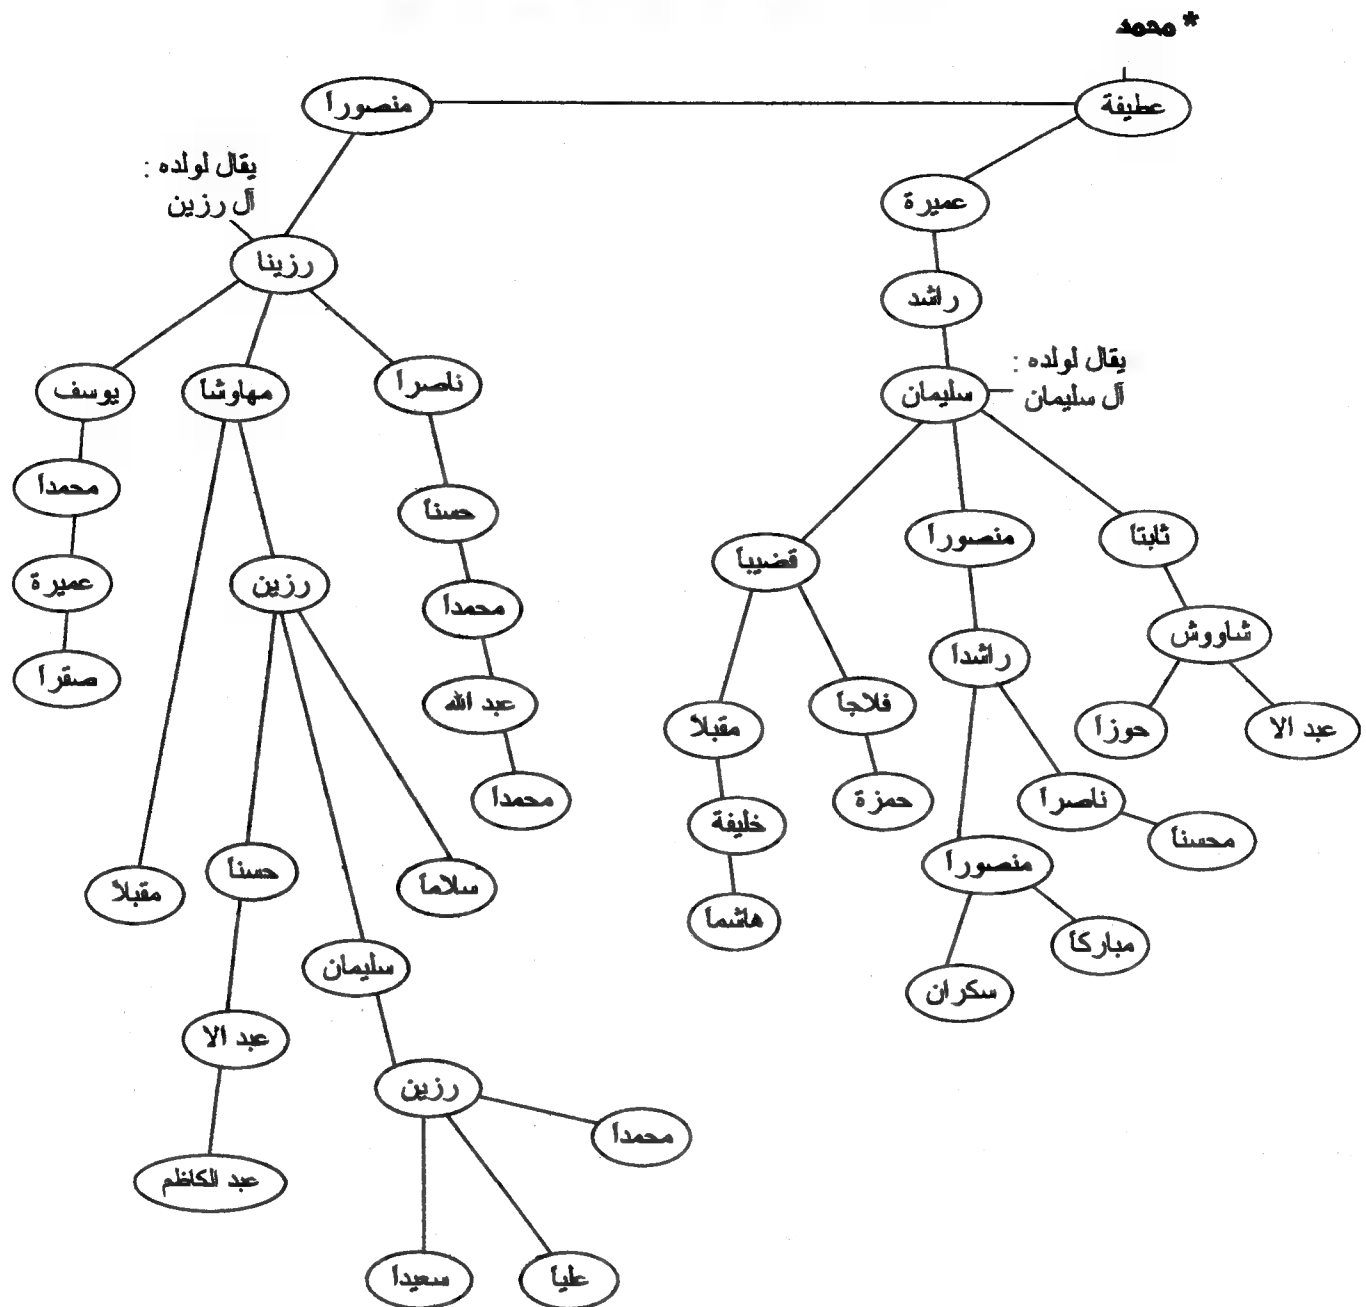 * محمد
عطيفة
منصوراً
عميرة
يقال لولده :
آل رزين
رزينا
راشد
يقال لولده :
آل سليمان
سليمان
ناصراً
مهاوشاً
يوسف
محمداً
حسناً
ثابتا
منصوراً
قضيباً
رزين
عميرة
محمداً
شاووش
راشداً
صقراً
عبد الله
فلاجاً
عبد الا
حوزاً
مقبلاً
محمداً
حمزة
ناصراً
خليفة
محسناً
منصوراً
حسناً
سلاماً
مقبلاً
هاشماً
مباركاً
سليمان
سكران
عبد الا
رزين
محمداً
عبد الكاظم
علياً
سعيداً